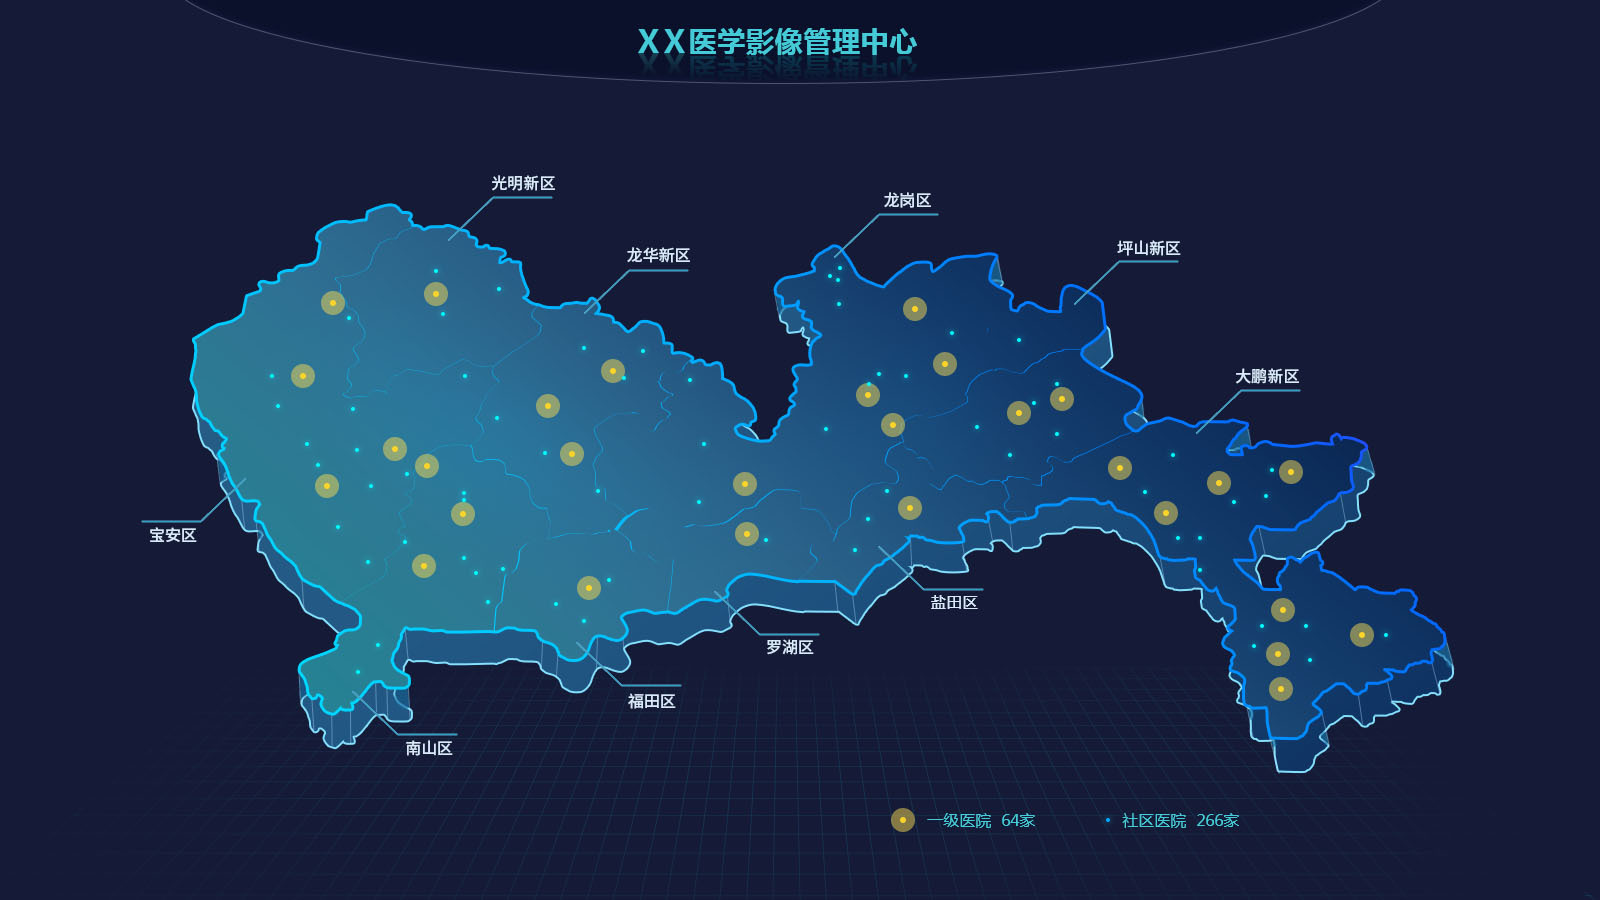 XX医学影像管理中心
光明新区
龙岗区
龙华新区
坪山新区
大鹏新区
宝安区
盐田区
罗湖区
福田区
南山区
一级医院 64家
社区医院 266家